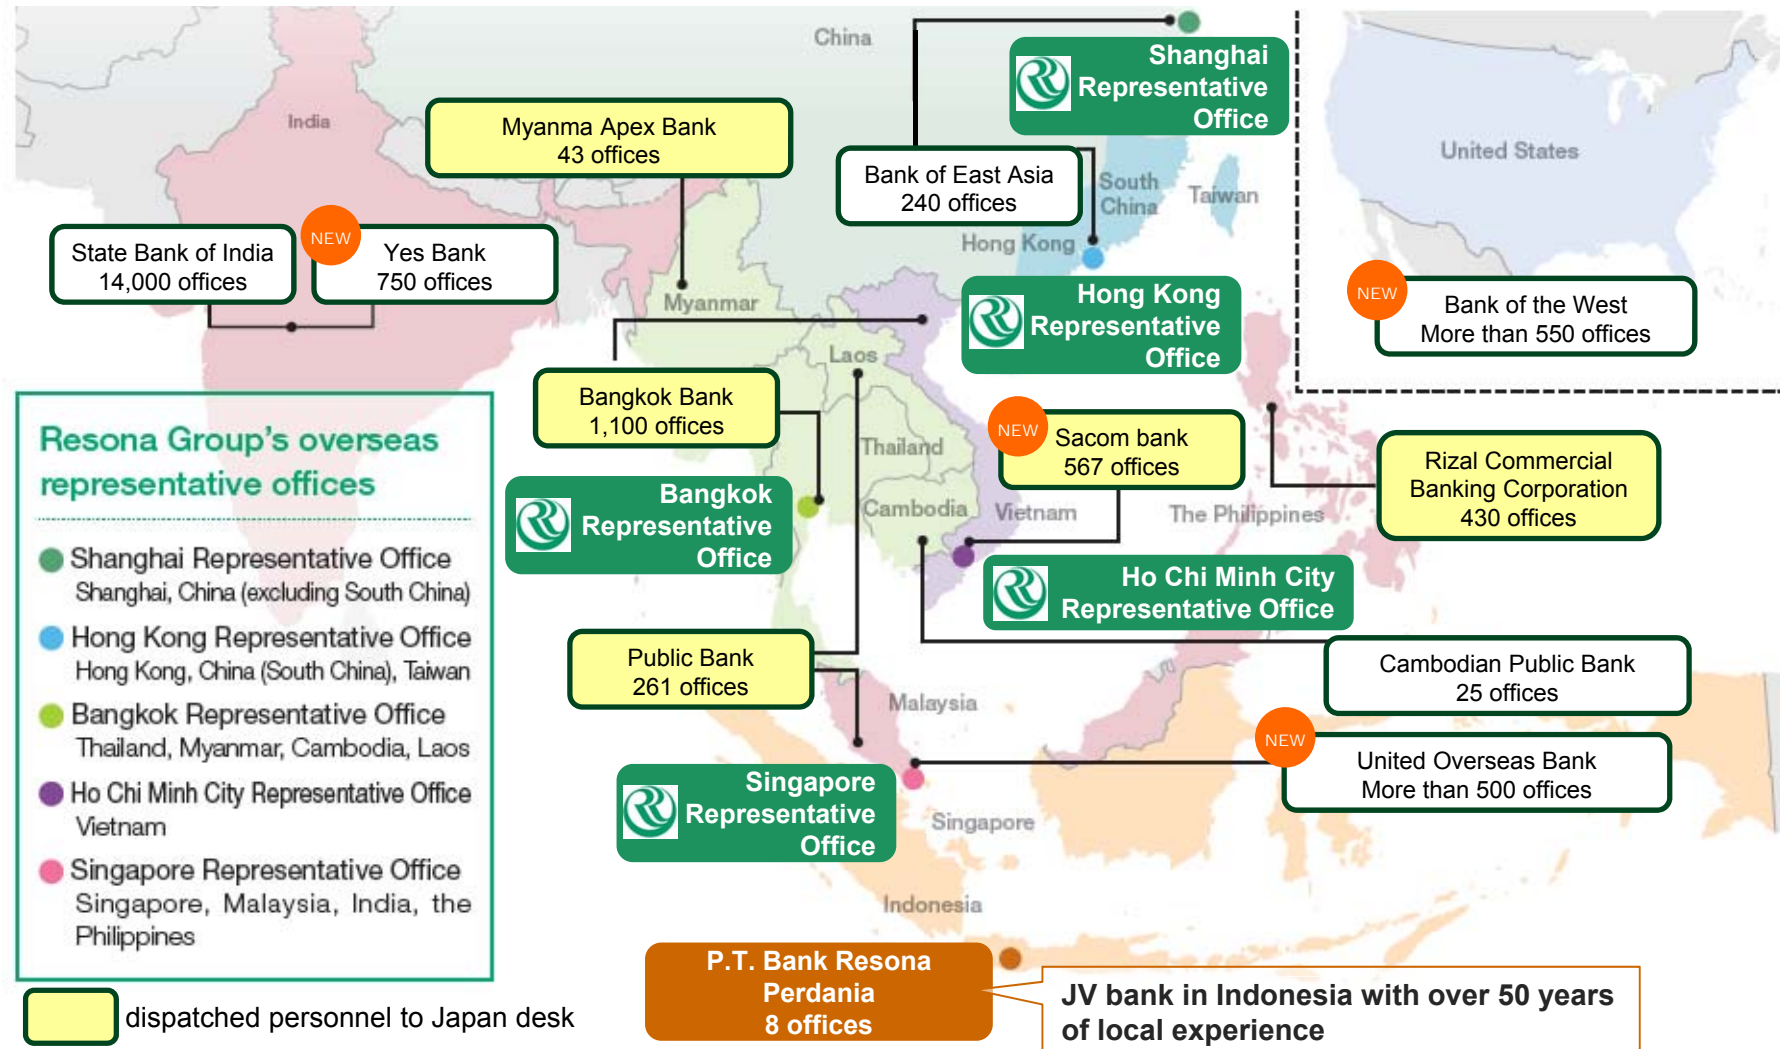 China
India
Shanghai
Representative
Office
Myanma Apex Bank
43 offices
Bank of East Asia
240 offices
South
China
Taiwan
Hong Kong
United States
State Bank of India
14,000 offices
NEW
Yes Bank
750 offices
Myanmar
Hong Kong
Representative
Office
NEW
Bank of the West
More than 550 offices
Laos
Bangkok Bank
1,100 offices
Thailand
NEW
Sacom bank
567 offices
Rizal Commercial
Banking Corporation
430 offices
Bangkok
Representative
Office
Cambodia
Vietnam
The Philippines
Ho Chi Minh City
Representative Office
Public Bank
261 offices
Cambodian Public Bank
25 offices
Malaysia
NEW
United Overseas Bank
More than 500 offices
Singapore
Representative
Office
Singapore
Indonesia
P.T. Bank Resona
Perdania
8 offices
JV bank in Indonesia with over 50 years
of local experience
Resona Group's overseas
representative offices
Shanghai Representative Office
Shanghai, China (excluding South China)
Hong Kong Representative Office
Hong Kong, China (South China), Taiwan
Bangkok Representative Office
Thailand, Myanmar, Cambodia, Laos
Ho Chi Minh City Representative Office
Vietnam
Singapore Representative Office
Singapore, Malaysia, India, the
Philippines
dispatched personnel to Japan desk